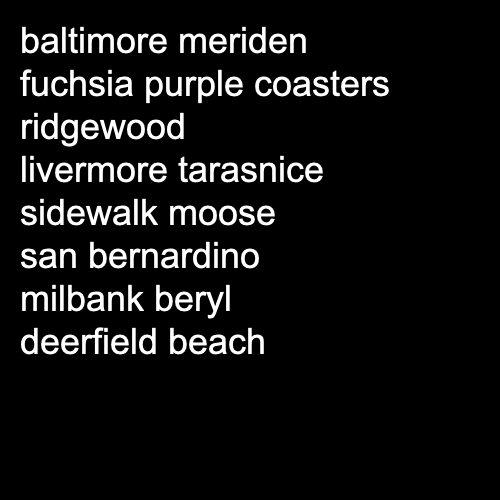 baltimore meriden
fuchsia purple coasters
ridgewood
livermore tarasnice
sidewalk moose
san bernardino
milbank beryl
deerfield beach